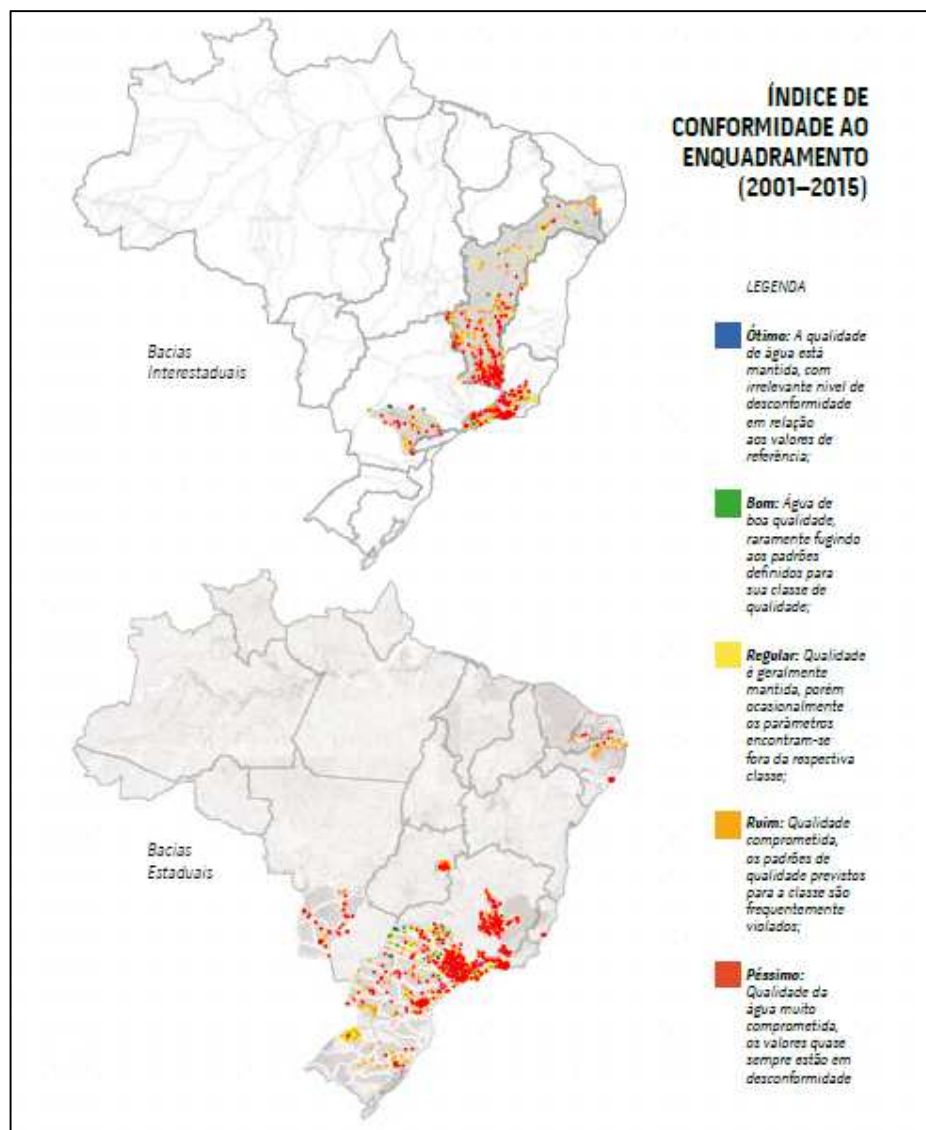 ÍNDICE DE
CONFORMIDADE AO
ENQUADRAMENTO
(2001–2015)
LEGENDA
Bacias
Interestaduais
Ótimo: A qualidade
de água está
mantida, com
irrelevante nível de
desconformidade
em relação
aos valores de
referência;
Bom: Água de
boa qualidade,
raramente fugindo
aos padrões
definidos para
sua classe de
qualidade;
Regular: Qualidade
é geralmente
mantida, porém
ocasionalmente
os parâmetros
encontram-se
fora da respectiva
classe;
Bacias
Estaduais
Ruim: Qualidade
comprometida,
os padrões de
qualidade previstos
para a classe são
frequentemente
violados;
Péssimo:
Qualidade da
água muito
comprometida,
os valores quase
sempre estão em
desconformidade